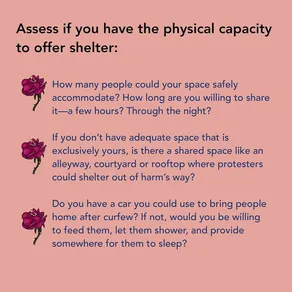 Assess if you have the physical capacity
to offer shelter:
How many people could your space safely
accommodate? How long are you willing to share
it—a few hours? Through the night?
If you don't have adequate space that is
exclusively yours, is there a shared space like an
alleyway, courtyard or rooftop where protesters
could shelter out of harm's way?
Do you have a car you could use to bring people
home after curfew? If not, would you be willing
to feed them, let them shower, and provide
somewhere for them to sleep?